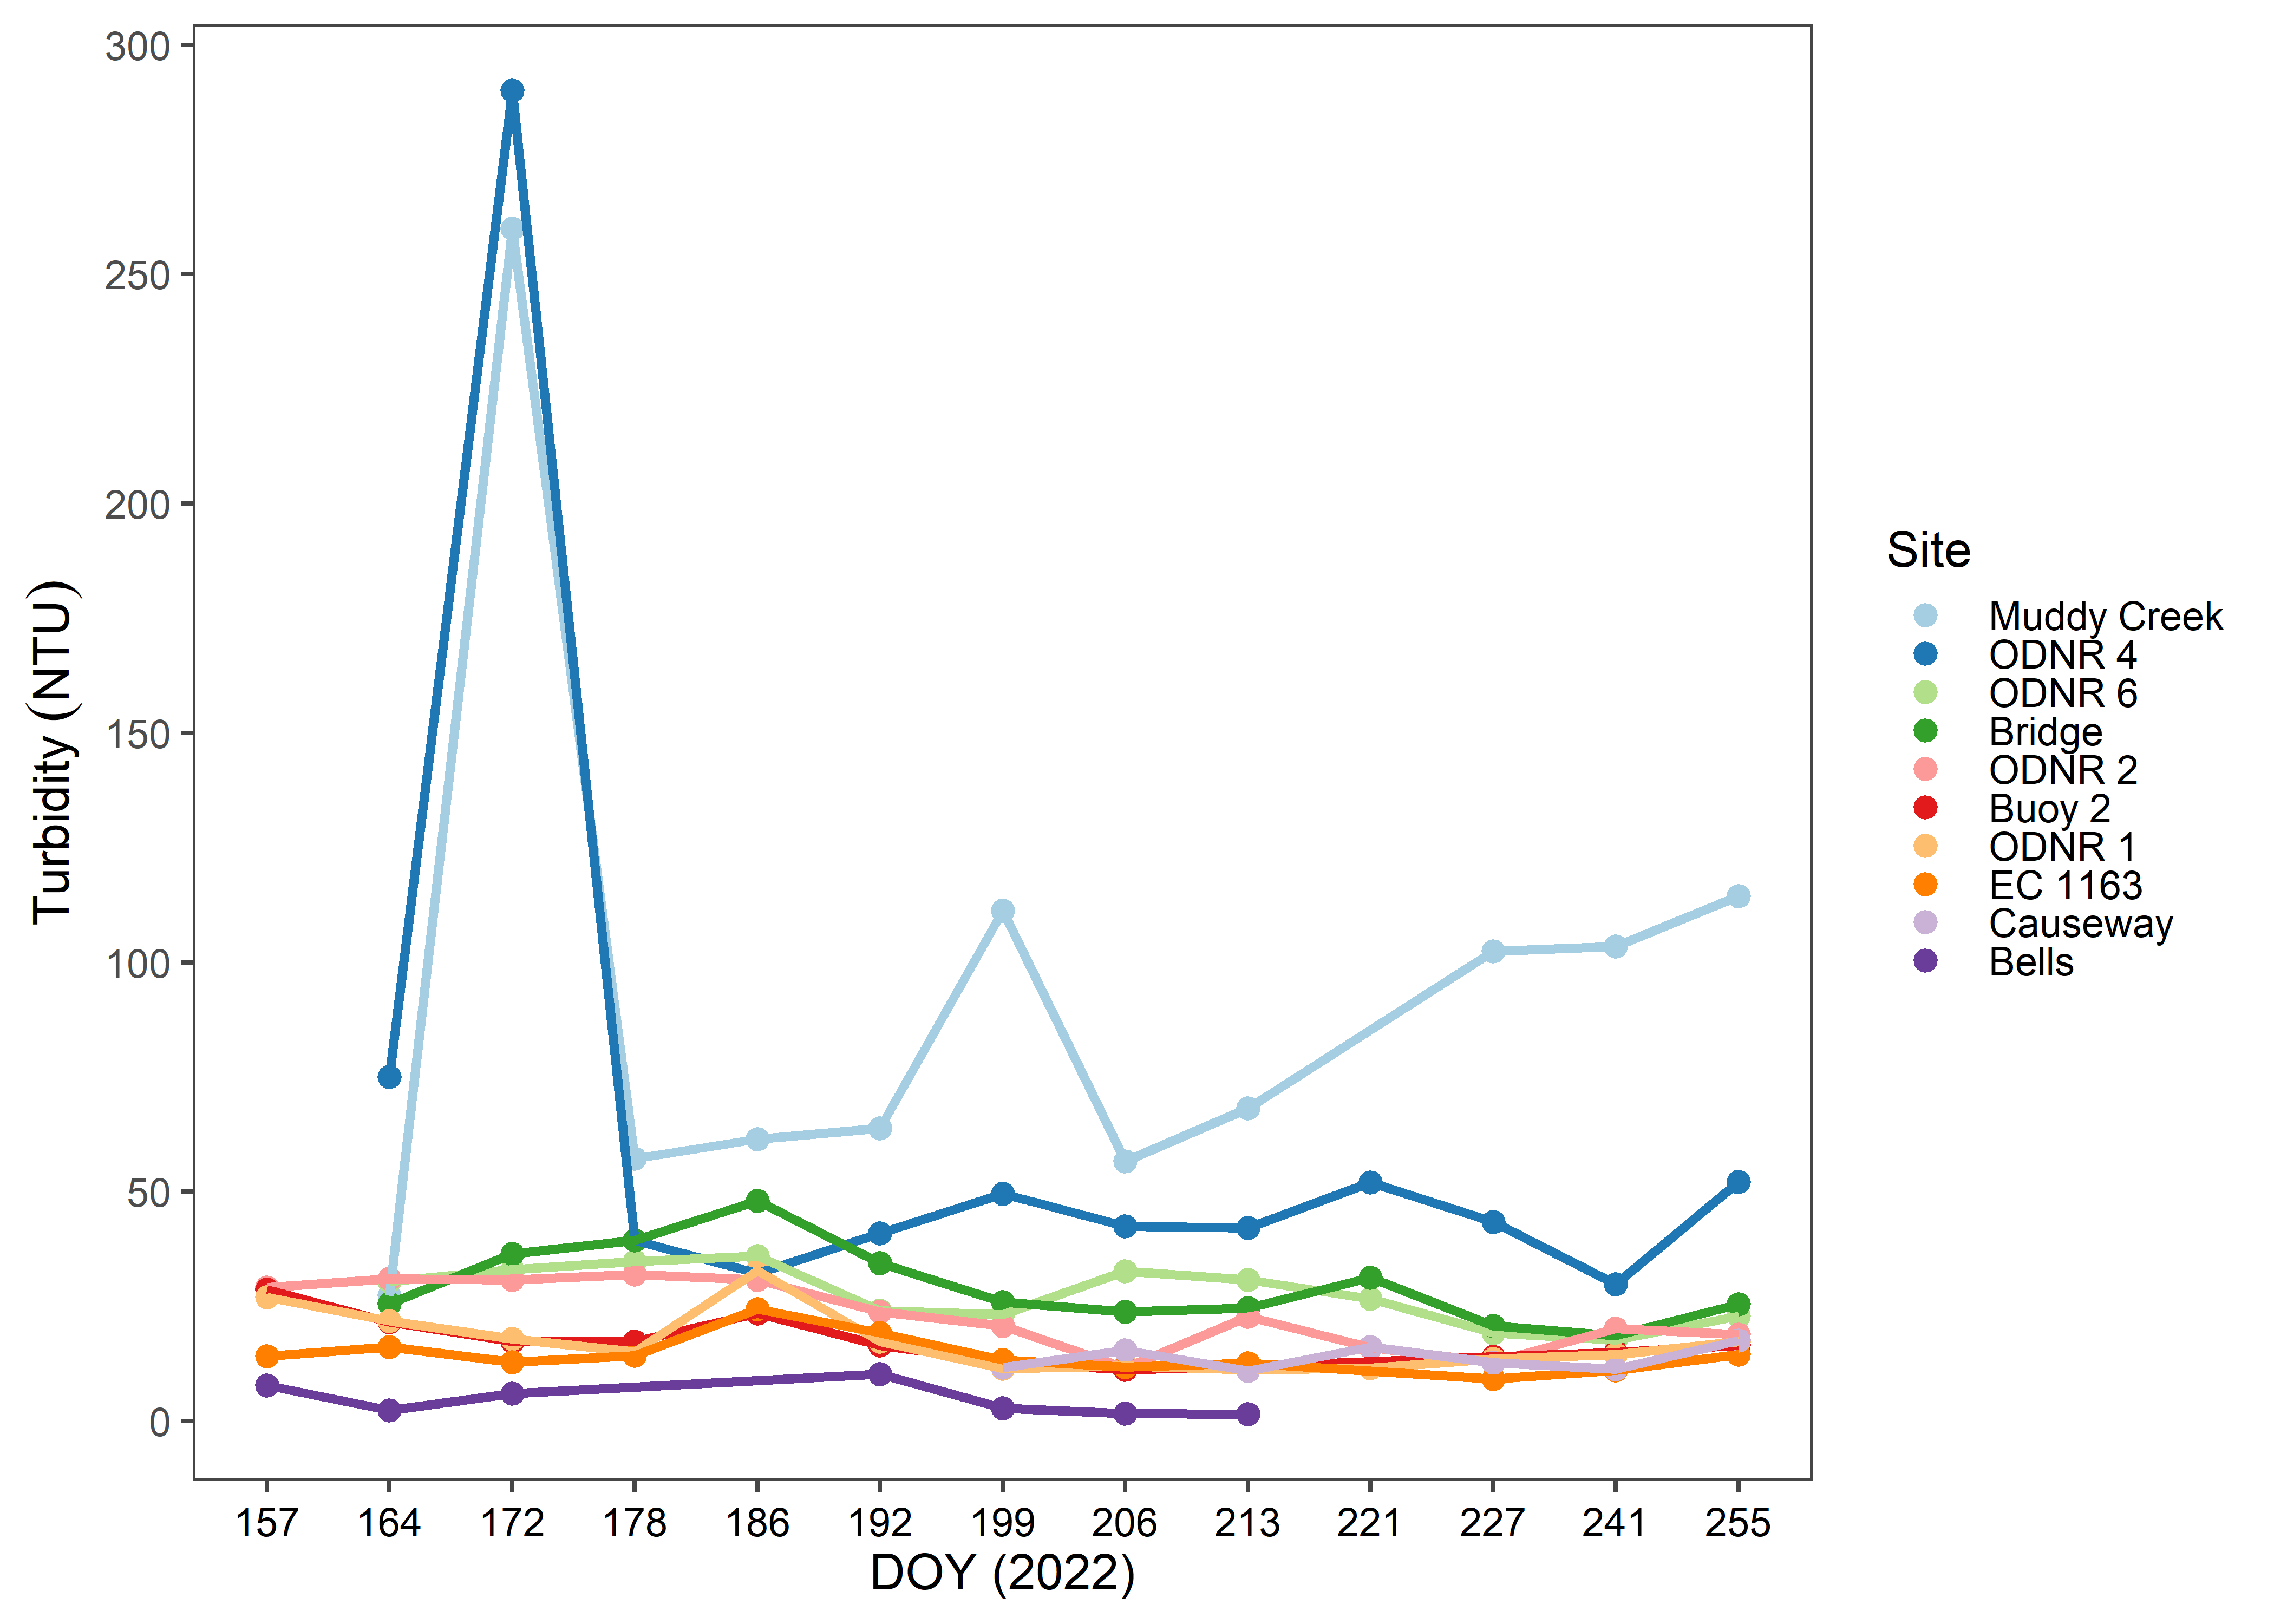 300
250
200
150
100
50
0
Turbidity (NTU)
157 164 172 178 186 192 199 206 213 221 227 241 255
DOY (2022)
Site
Muddy Creek
ODNR 4
ODNR 6
Bridge
ODNR 2
Buoy 2
ODNR 1
EC 1163
Causeway
Bells